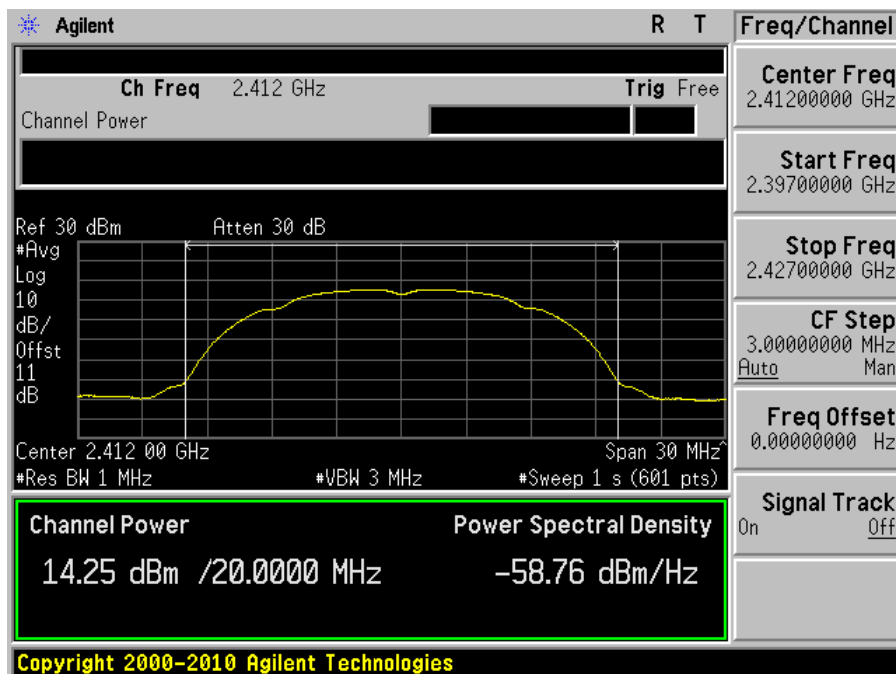 Agilent R T
Ch Freq 2.412 GHz Trig Free
Channel Power
Ref 30 dBm Atten 30 dB
#Avg
Log
10
dB/
Offst
11
dB
Center 2.412 00 GHz Span 30 MHz^
#Res BW 1 MHz #VBW 3 MHz #Sweep 1 s (601 pts)
Channel Power Power Spectral Density
14.25 dBm /20.0000 MHz -58.76 dBm/Hz
Copyright 2000-2010 Agilent Technologies
Freq/Channel
Center Freq
2.41200000 GHz
Start Freq
2.39700000 GHz
Stop Freq
2.42700000 GHz
CF Step
3.00000000 MHz
Auto Man
Freq Offset
0.00000000 Hz
Signal Track
On Off